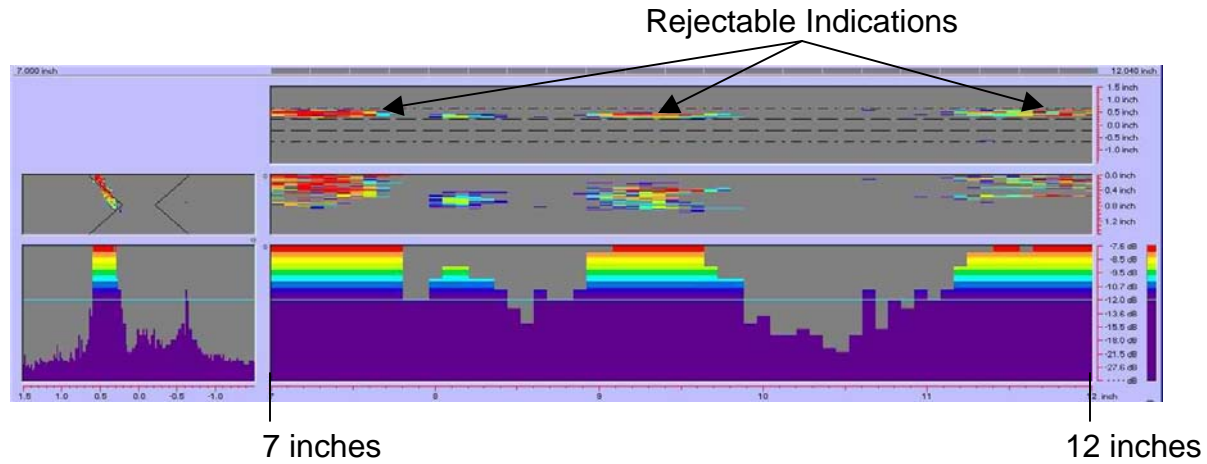 Rejectable Indications
7.000 inch 12.040 inch
1.5 inch
1.0 inch
0.5 inch
0.0 inch
-0.5 inch
-1.0 inch
0.0 inch
0.4 inch
0.8 inch
1.2 inch
-7.6 dB
-8.5 dB
-9.5 dB
-10.7 dB
-12.0 dB
-13.6 dB
-15.5 dB
-18.0 dB
-21.5 dB
-27.6 dB
---- dB
1.5 1.0 0.5 0.0 -0.5 -1.0 8 9 10 11 12 inch
7 inches 12 inches